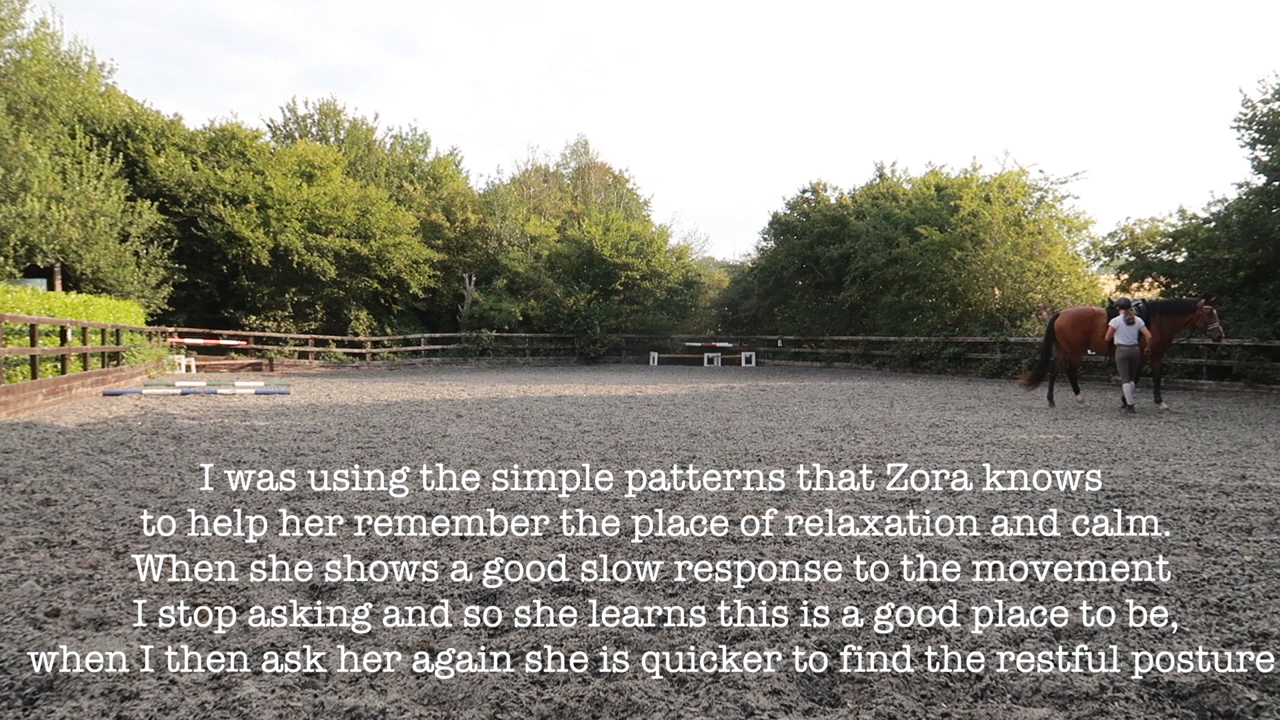 I was using the simple patterns that Zora knows
to help her remember the place of relaxation and calm.
When she shows a good slow response to the movement
I stop asking and so she learns this is a good place to be,
when I then ask her again she is quicker to find the restful posture